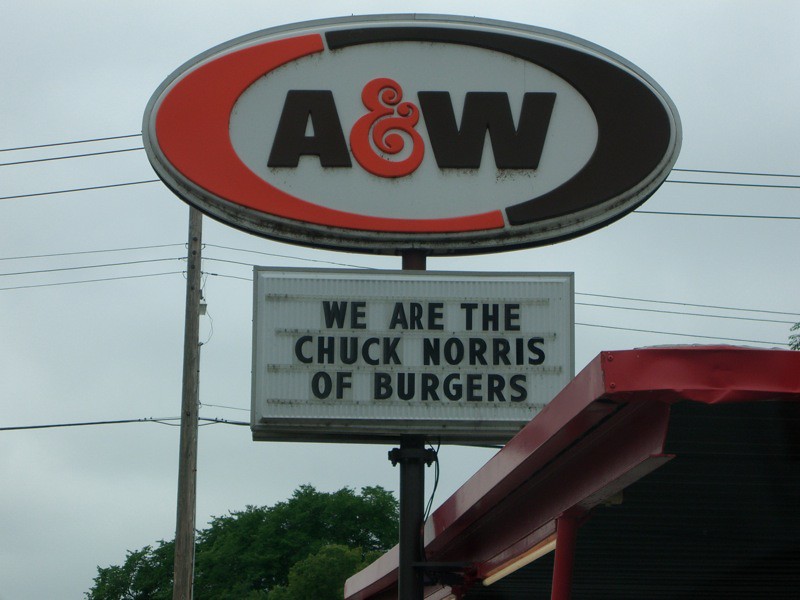 A&W
WE ARE THE
CHUCK NORRIS
OF BURGERS